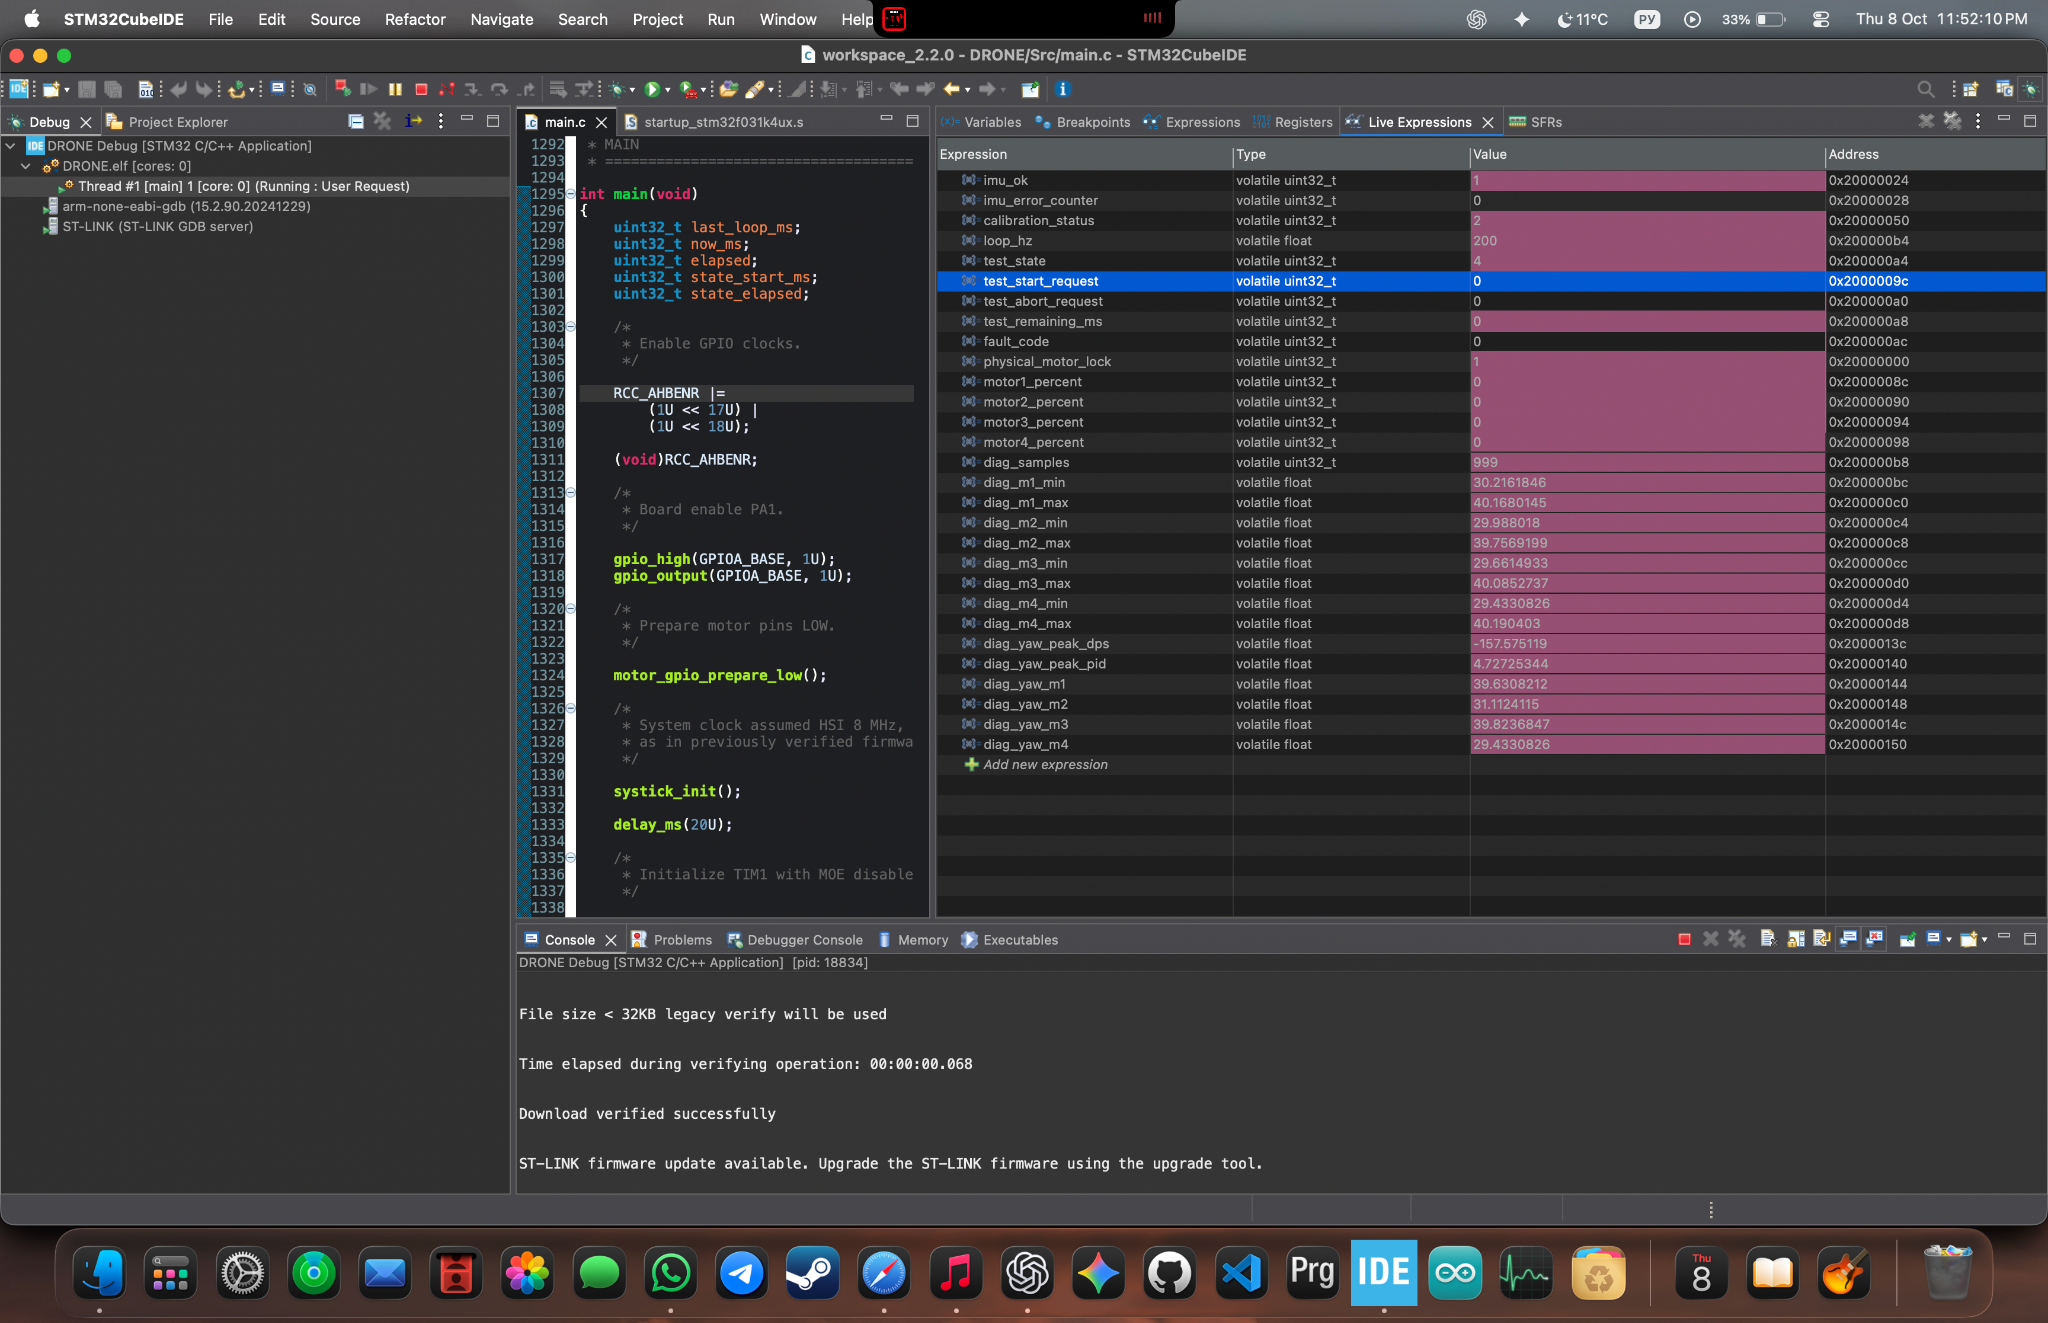 STM32CubeIDE File Edit Source Refactor Navigate Search Project Run Window Help 11°C РУ 33% Thu 8 Oct 11:52:10 PM
workspace_2.2.0 - DRONE/Src/main.c - STM32CubeIDE
Debug Project Explorer
IDE DRONE Debug [STM32 C/C++ Application]
DRONE.elf [cores: 0]
Thread #1 [main] 1 [core: 0] (Running : User Request)
arm-none-eabi-gdb (15.2.90.20241229)
ST-LINK (ST-LINK GDB server)
main.c startup_stm32f031k4ux.s
1292 * MAIN
1293 * ====================================
1294
1295 int main(void)
1296 {
1297 uint32_t last_loop_ms;
1298 uint32_t now_ms;
1299 uint32_t elapsed;
1300 uint32_t state_start_ms;
1301 uint32_t state_elapsed;
1302
1303 /*
1304 * Enable GPIO clocks.
1305 */
1306
1307 RCC_AHBENR |=
1308 (1U << 17U) |
1309 (1U << 18U);
1310
1311 (void)RCC_AHBENR;
1312
1313 /*
1314 * Board enable PA1.
1315 */
1316
1317 gpio_high(GPIOA_BASE, 1U);
1318 gpio_output(GPIOA_BASE, 1U);
1319
1320 /*
1321 * Prepare motor pins LOW.
1322 */
1323
1324 motor_gpio_prepare_low();
1325
1326 /*
1327 * System clock assumed HSI 8 MHz,
1328 * as in previously verified firmwa
1329 */
1330
1331 systick_init();
1332
1333 delay_ms(20U);
1334
1335 /*
1336 * Initialize TIM1 with MOE disable
1337 */
1338
Variables Breakpoints Expressions Registers Live Expressions SFRs
Expression Type Value Address
imu_ok volatile uint32_t 1 0x20000024
imu_error_counter volatile uint32_t 0 0x20000028
calibration_status volatile uint32_t 2 0x20000050
loop_hz volatile float 200 0x200000b4
test_state volatile uint32_t 4 0x200000a4
test_start_request volatile uint32_t 0 0x2000009c
test_abort_request volatile uint32_t 0 0x200000a0
test_remaining_ms volatile uint32_t 0 0x200000a8
fault_code volatile uint32_t 0 0x200000ac
physical_motor_lock volatile uint32_t 1 0x20000000
motor1_percent volatile uint32_t 0 0x2000008c
motor2_percent volatile uint32_t 0 0x20000090
motor3_percent volatile uint32_t 0 0x20000094
motor4_percent volatile uint32_t 0 0x20000098
diag_samples volatile uint32_t 999 0x200000b8
diag_m1_min volatile float 30.2161846 0x200000bc
diag_m1_max volatile float 40.1680145 0x200000c0
diag_m2_min volatile float 29.988018 0x200000c4
diag_m2_max volatile float 39.7569199 0x200000c8
diag_m3_min volatile float 29.6614933 0x200000cc
diag_m3_max volatile float 40.0852737 0x200000d0
diag_m4_min volatile float 29.4330826 0x200000d4
diag_m4_max volatile float 40.190403 0x200000d8
diag_yaw_peak_dps volatile float -157.575119 0x2000013c
diag_yaw_peak_pid volatile float 4.72725344 0x20000140
diag_yaw_m1 volatile float 39.6308212 0x20000144
diag_yaw_m2 volatile float 31.1124115 0x20000148
diag_yaw_m3 volatile float 39.8236847 0x2000014c
diag_yaw_m4 volatile float 29.4330826 0x20000150
Add new expression
Console Problems Debugger Console Memory Executables
DRONE Debug [STM32 C/C++ Application] [pid: 18834]
File size < 32KB legacy verify will be used
Time elapsed during verifying operation: 00:00:00.068
Download verified successfully
ST-LINK firmware update available. Upgrade the ST-LINK firmware using the upgrade tool.
Prg IDE Thu 8